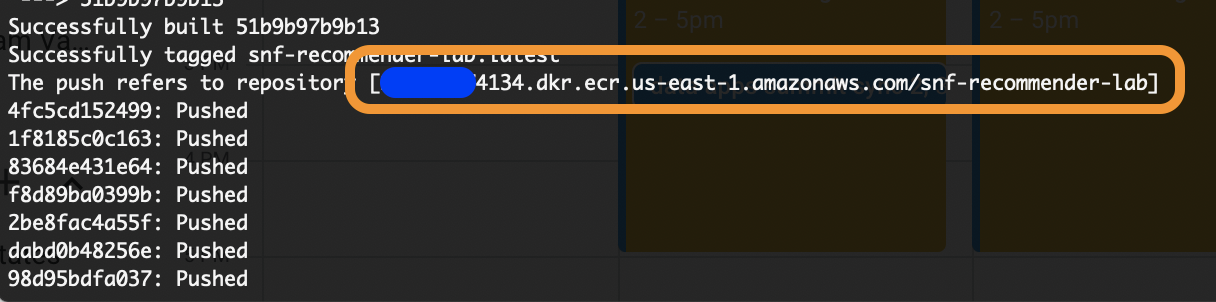 ---> 51b9b97b9b13
Successfully built 51b9b97b9b13
Successfully tagged snf-recommender-lab:latest
The push refers to repository [4134.dkr.ecr.us-east-1.amazonaws.com/snf-recommender-lab]
4fc5cd152499: Pushed
1f8185c0c163: Pushed
83684e431e64: Pushed
f8d89ba0399b: Pushed
2be8fac4a55f: Pushed
dabd0b48256e: Pushed
98d95bdfa037: Pushed
2 – 5pm
2 – 5pm